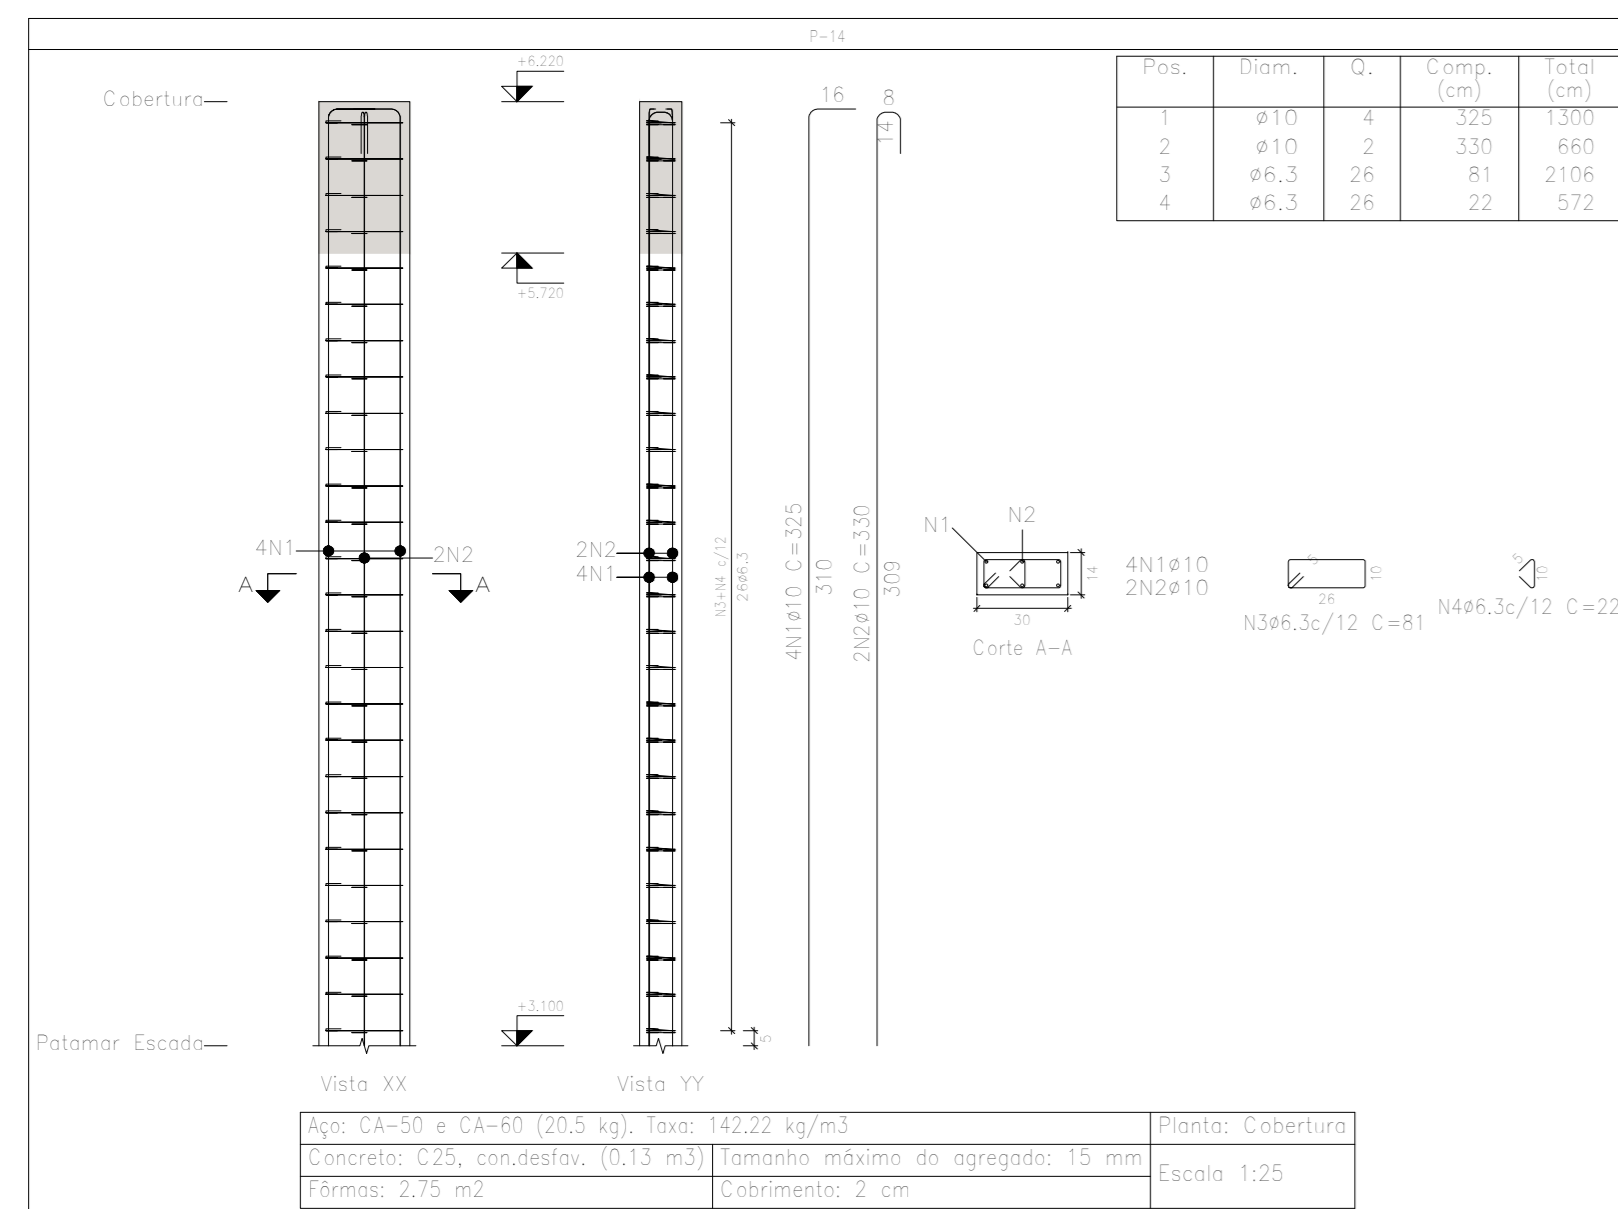 P-14
Pos. Diam. Q. Comp. (cm) Total (cm)
1 ø10 4 325 1300
2 ø10 2 330 660
3 ø6.3 26 81 2106
4 ø6.3 26 22 572
Cobertura
+6.220
+5.720
16
8
14
4N1
2N2
A
A
2N2
4N1
N3+N4 c/12
26ø6.3
4N1ø10 C=325
310
2N2ø10 C=330
309
N1
N2
14
30
Corte A-A
4N1ø10
2N2ø10
5
10
26
N3ø6.3c/12 C=81
5
10
N4ø6.3c/12 C=22
+3.100
5
Patamar Escada
Vista XX
Vista YY
Aço: CA-50 e CA-60 (20.5 kg). Taxa: 142.22 kg/m3
Planta: Cobertura
Concreto: C25, con.desfav. (0.13 m3)
Tamanho máximo do agregado: 15 mm
Escala 1:25
Fôrmas: 2.75 m2
Cobrimento: 2 cm